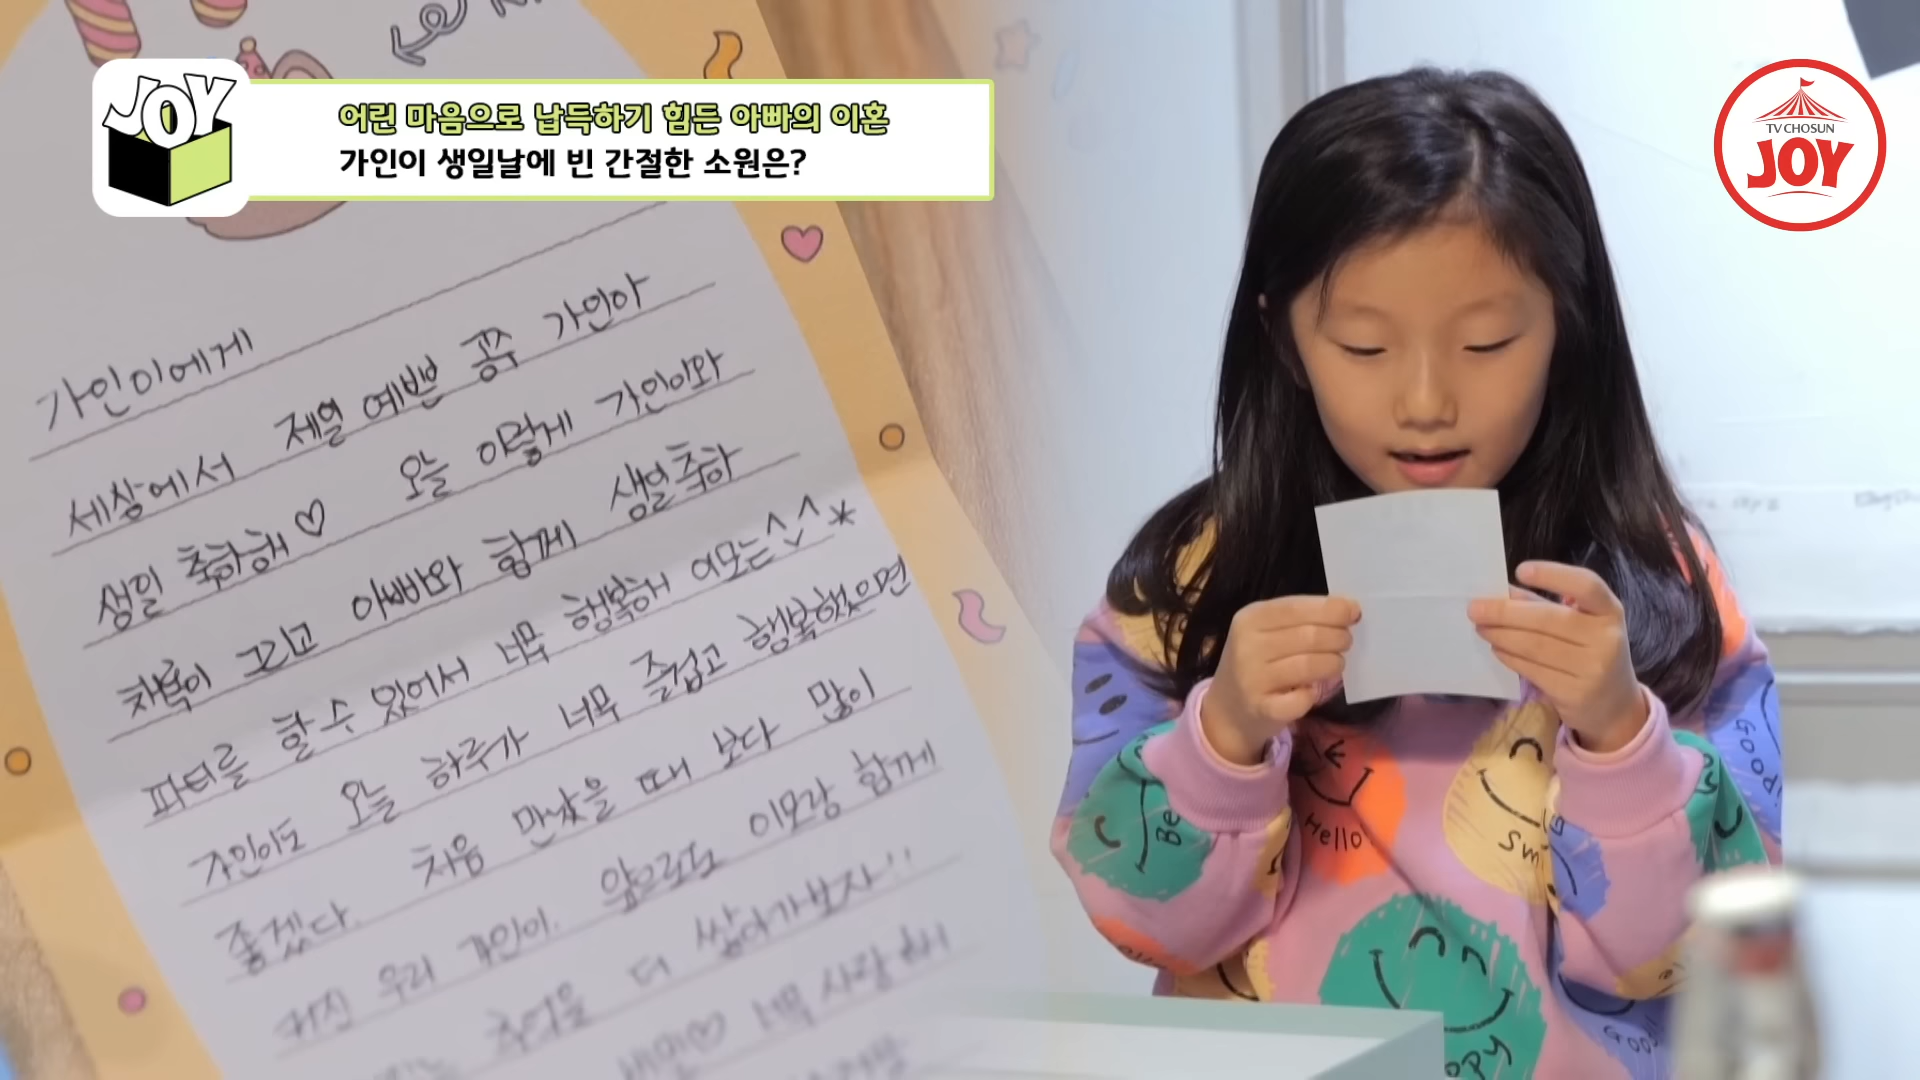 JOY
어린 마음으로 납득하기 힘든 아빠의 이혼
가인이 생일날에 빈 간절한 소원은?
TV CHOSUN
JOY
가인이에게
세상에서 제일 예쁜 공주 가인아
생일 축하해♡ 오늘 이렇게 가인이와
채록이 그리고 아빠와 함께 생일축하
파티를 할 수 있어서 너무 행복해 이모는^_^*
가인이도 오늘 하루가 너무 즐겁고 행복했으면
좋겠다. 처음 만났을 때 보다 많이
커진 우리 가인이. 앞으로도 이모랑 함께
추억을 더 쌓아가보자!!
너무 사랑해
Hello
Be
Smi
GOO
ppy